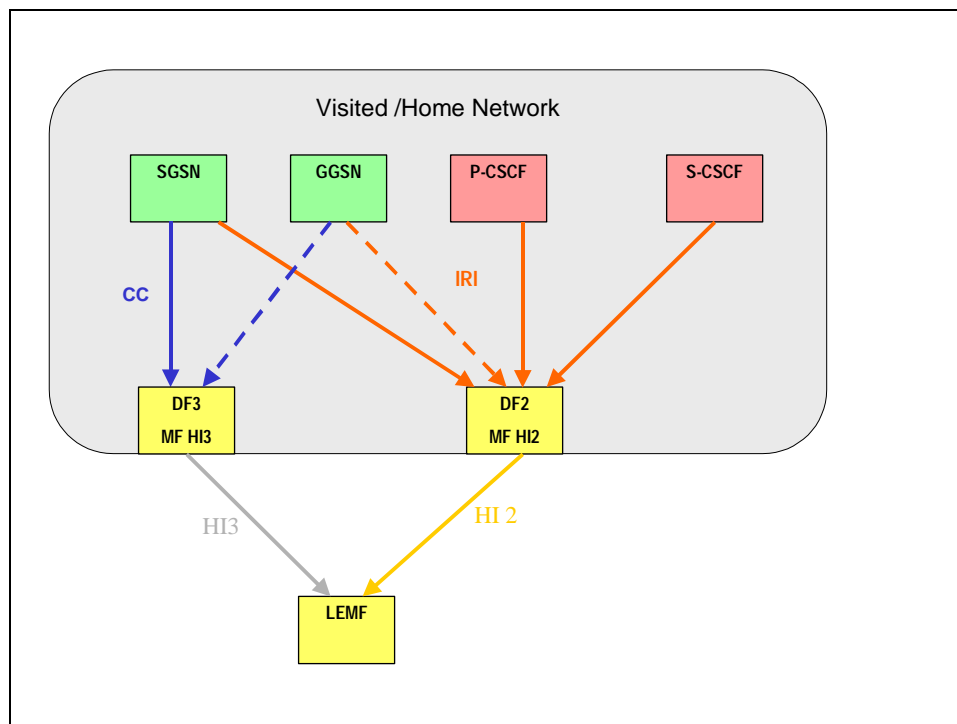 Visited /Home Network
SGSN
GGSN
P-CSCF
S-CSCF
CC
IRI
DF3
MF HI3
DF2
MF HI2
HI3
HI 2
LEMF